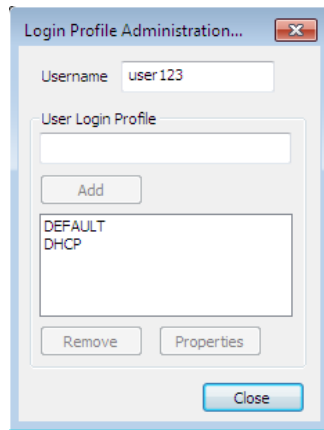 Login Profile Administration...
Username user123
User Login Profile
Add
DEFAULT
DHCP
Remove Properties
Close